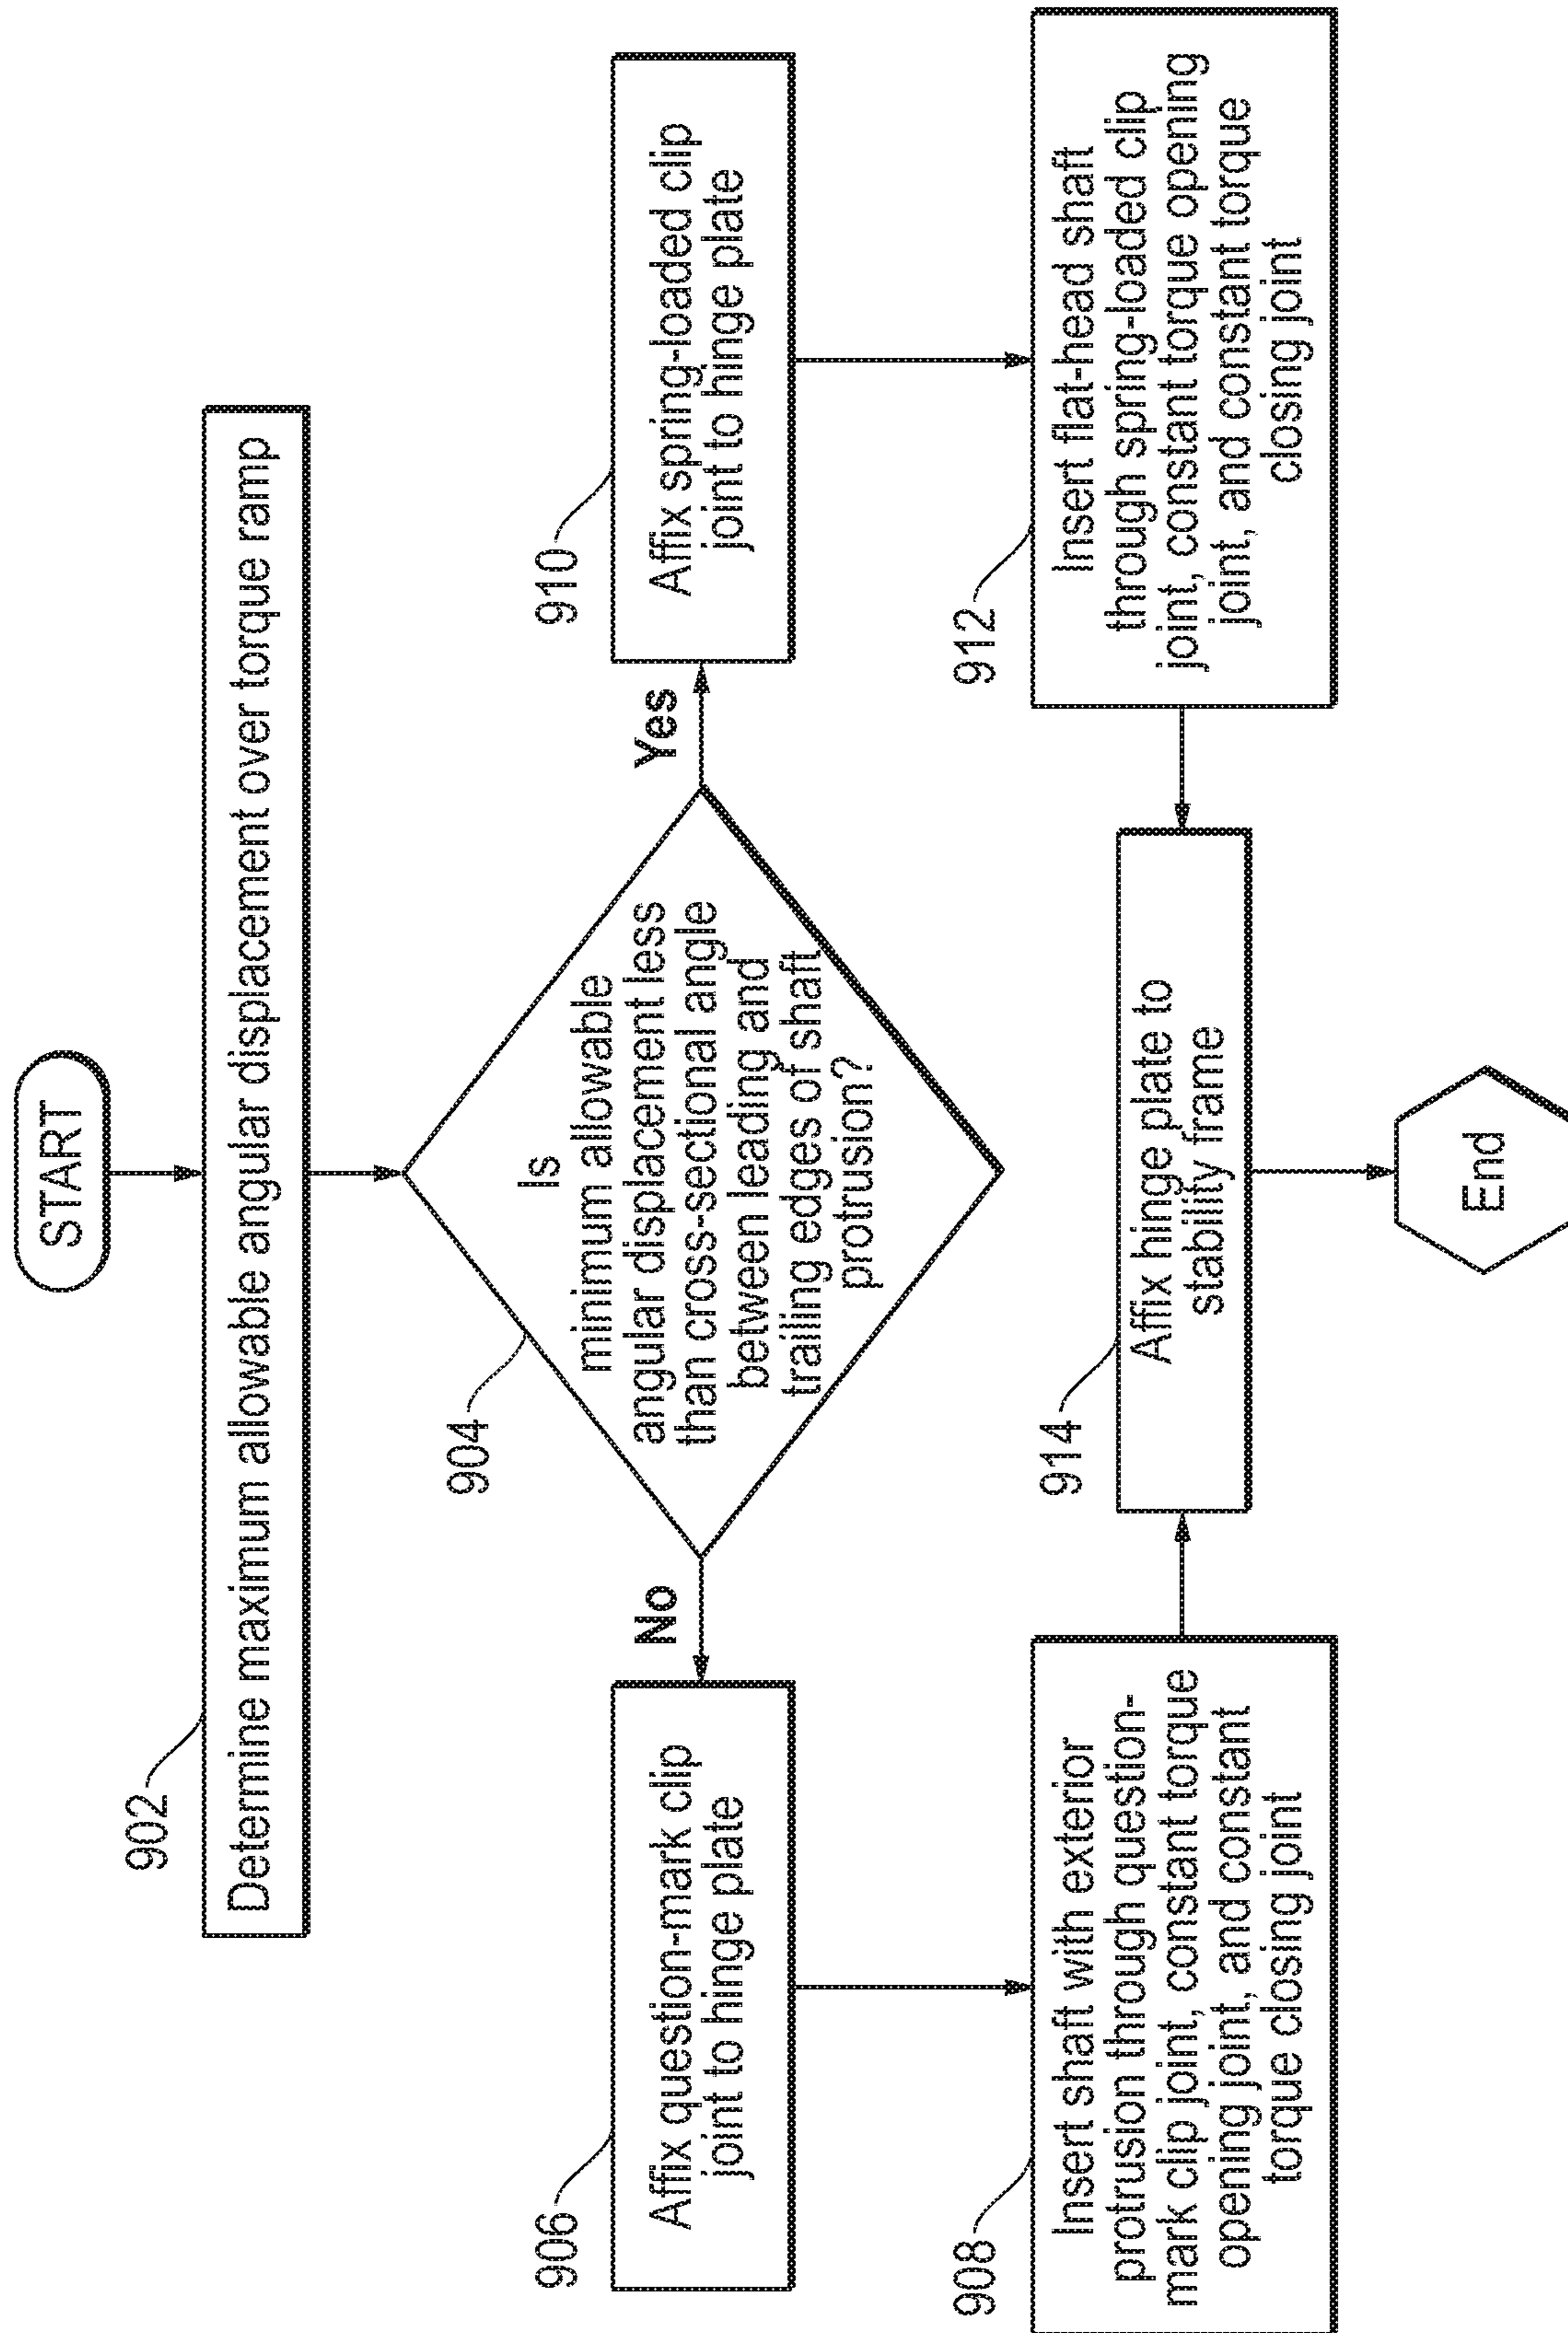 START
902
Determine maximum allowable angular displacement over torque ramp
904
Is
minimum allowable
angular displacement less
than cross-sectional angle
between leading and
trailing edges of shaft
protrusion?
No
Yes
906
Affix question-mark clip
joint to hinge plate
910
Affix spring-loaded clip
joint to hinge plate
908
Insert shaft with exterior
protrusion through question-
mark clip joint, constant torque
opening joint, and constant
torque closing joint
912
Insert flat-head shaft
through spring-loaded clip
joint, constant torque opening
joint, and constant torque
closing joint
914
Affix hinge plate to
stability frame
End